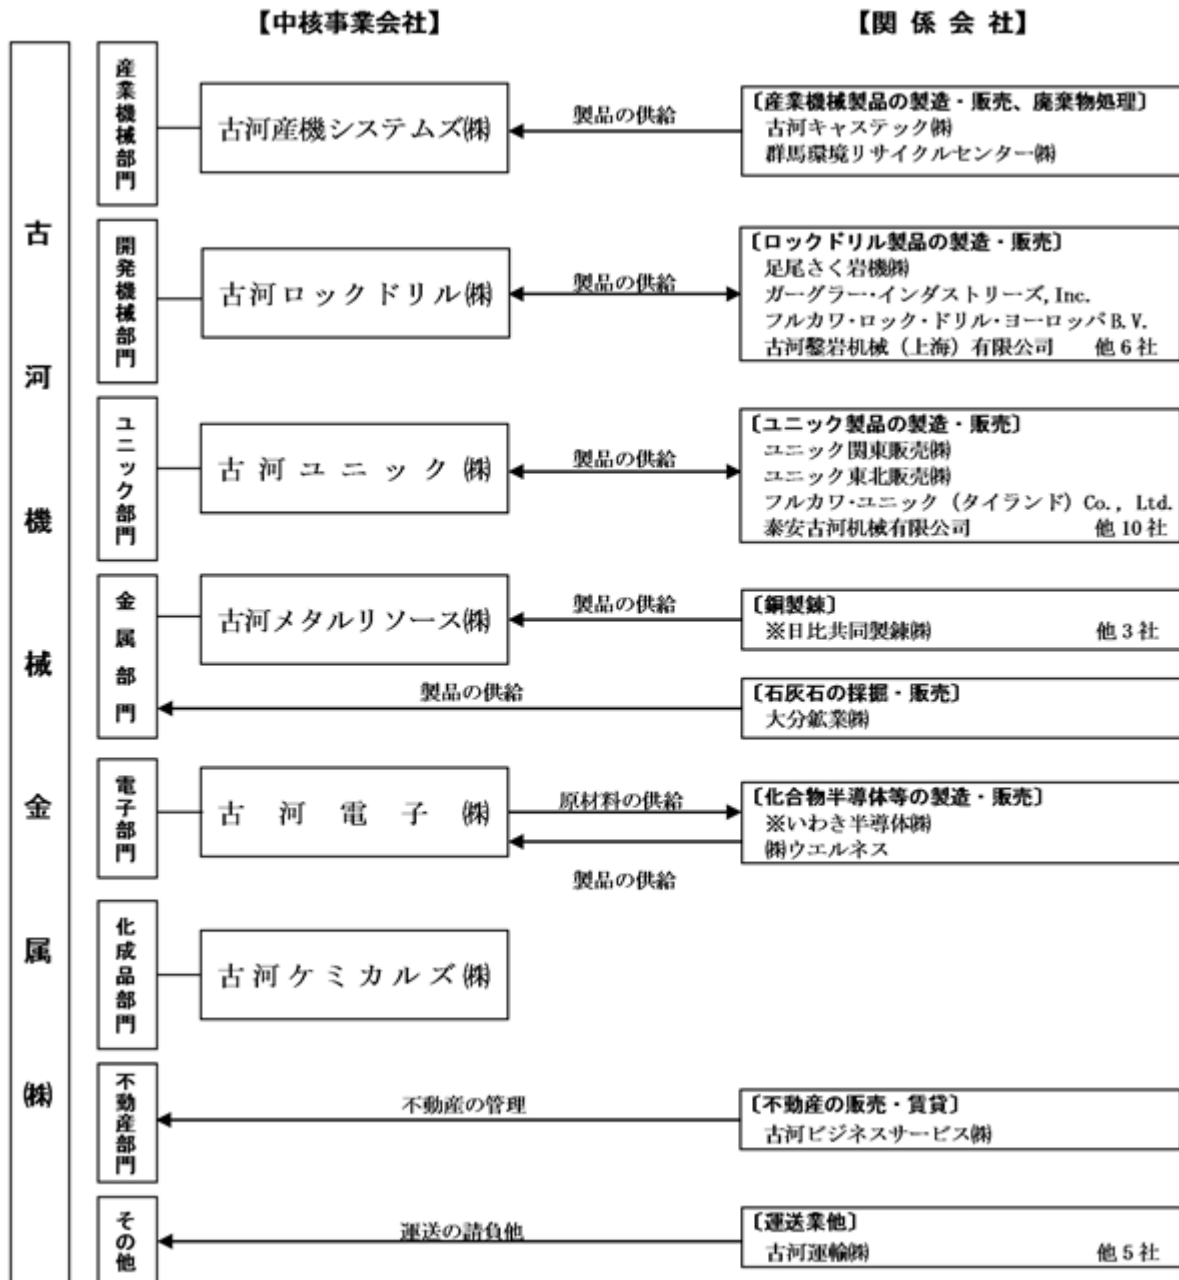 【中核事業会社】
【関 係 会 社】
古河機械金属㈱
産業機械部門
古河産機システムズ㈱
製品の供給
〔産業機械製品の製造・販売、廃棄物処理〕
古河キャステック㈱
群馬環境リサイクルセンター㈱
開発機械部門
古河ロックドリル㈱
製品の供給
〔ロックドリル製品の製造・販売〕
足尾さく岩機㈱
ガーグラー・インダストリーズ, Inc.
フルカワ・ロック・ドリル・ヨーロッパ B. V.
古河鑿岩机械（上海）有限公司 他 6 社
ユニック部門
古河ユニック㈱
製品の供給
〔ユニック製品の製造・販売〕
ユニック関東販売㈱
ユニック東北販売㈱
フルカワ・ユニック（タイランド）Co., Ltd.
泰安古河机械有限公司 他 10 社
金属部門
古河メタルリソース㈱
製品の供給
〔銅製錬〕
※日比共同製錬㈱ 他 3 社
製品の供給
〔石灰石の採掘・販売〕
大分鉱業㈱
電子部門
古河電子㈱
原材料の供給
製品の供給
〔化合物半導体等の製造・販売〕
※いわき半導体㈱
㈱ウエルネス
化成品部門
古河ケミカルズ㈱
不動産部門
不動産の管理
〔不動産の販売・賃貸〕
古河ビジネスサービス㈱
その他
運送の請負他
〔運送業他〕
古河運輸㈱ 他 5 社